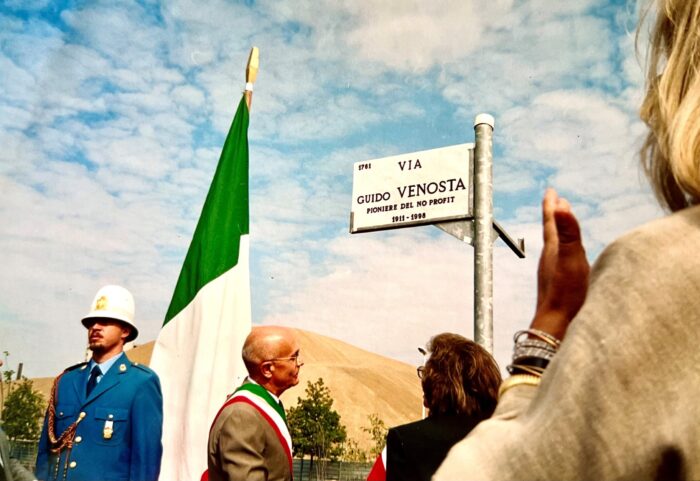 1761 VIA
GUIDO VENOSTA
PIONIERE DEL NO PROFIT
1911 - 1998